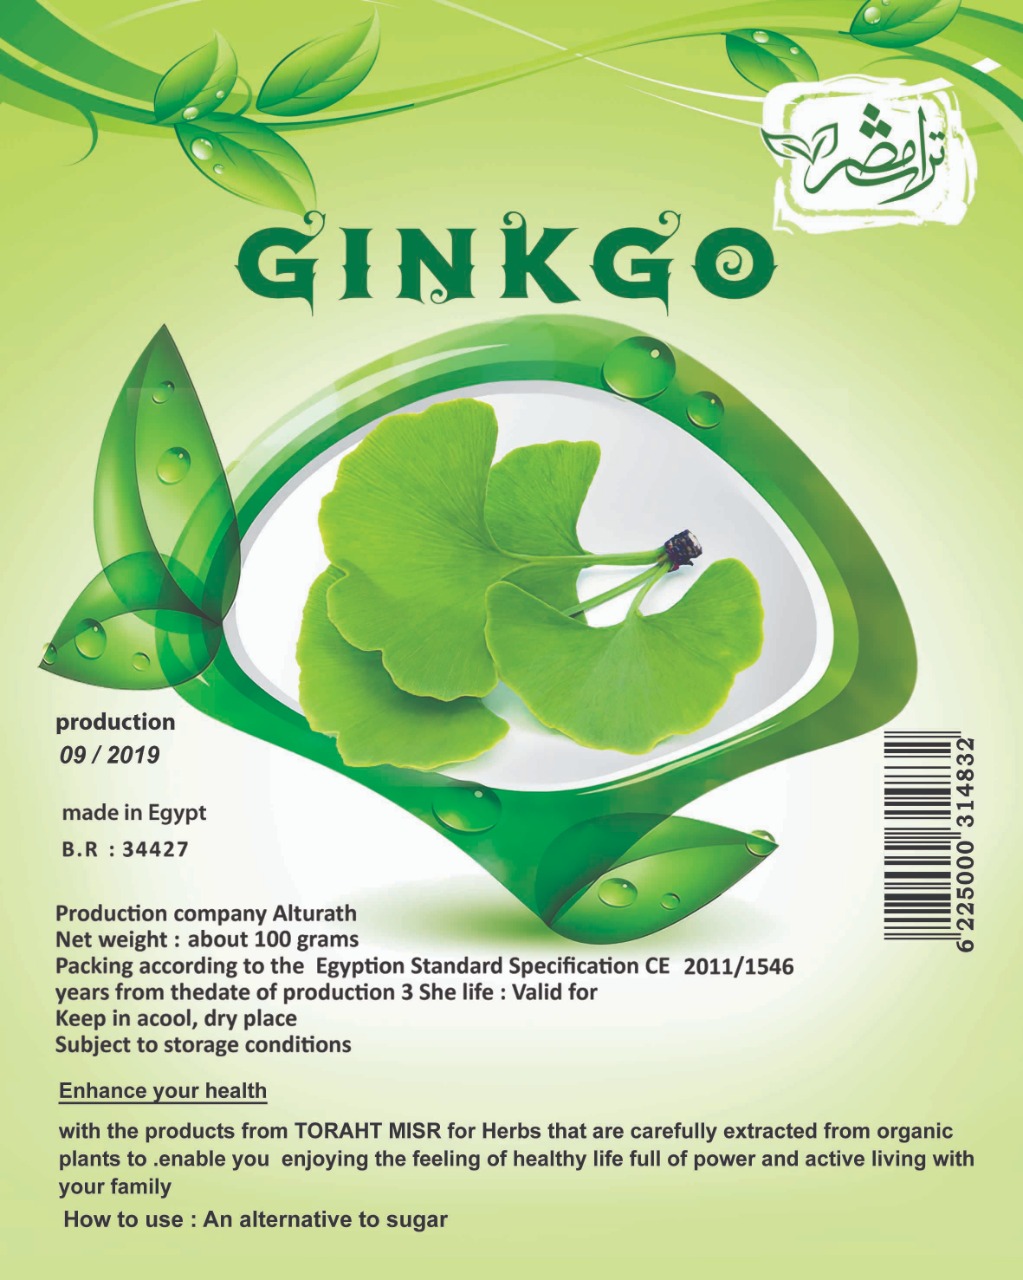 تراث مصر
GINKGO
production
09 / 2019
made in Egypt
B.R : 34427
6 225000 314832
Production company Alturath
Net weight : about 100 grams
Packing according to the Egyption Standard Specification CE 2011/1546
years from thedate of production 3 She life : Valid for
Keep in acool, dry place
Subject to storage conditions
Enhance your health
with the products from TORAHT MISR for Herbs that are carefully extracted from organic
plants to .enable you enjoying the feeling of healthy life full of power and active living with
your family
How to use : An alternative to sugar